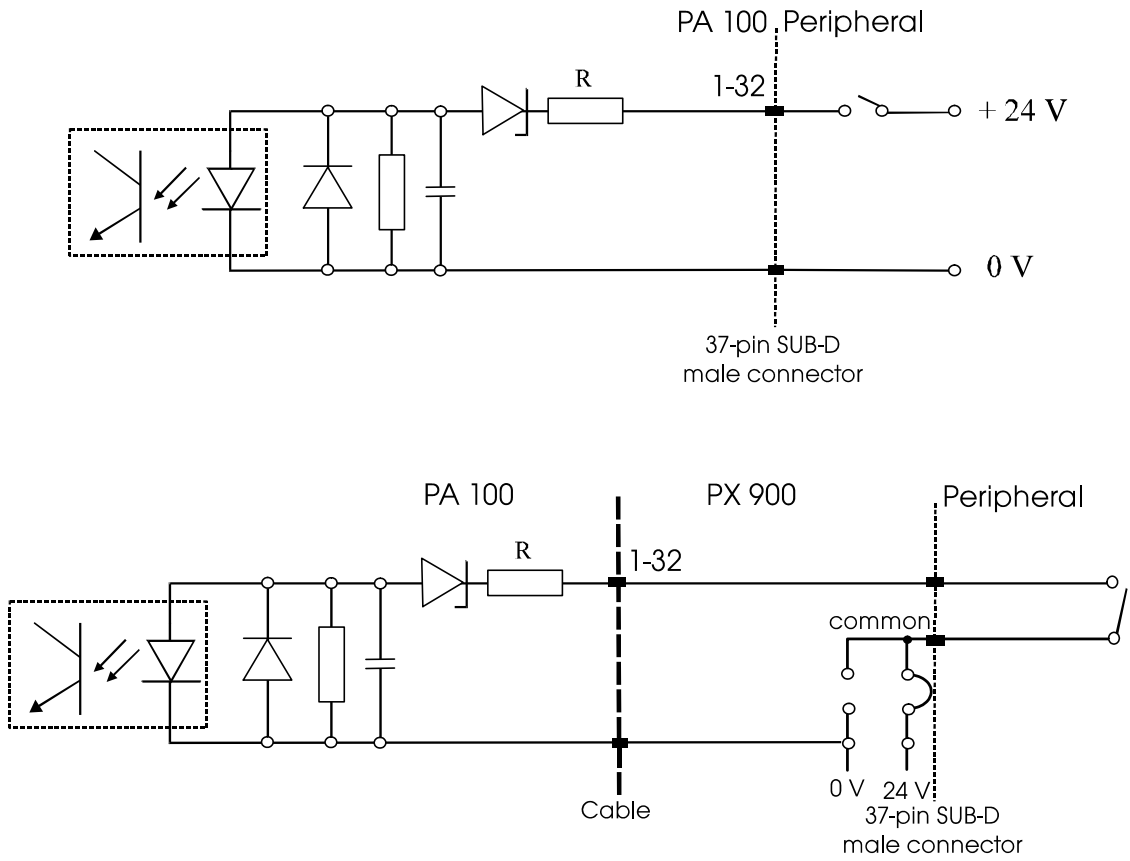 PA 100 Peripheral
R
1-32
+ 24 V
0 V
37-pin SUB-D
male connector
PA 100
PX 900
Peripheral
R
1-32
common
0 V
24 V
Cable
37-pin SUB-D
male connector